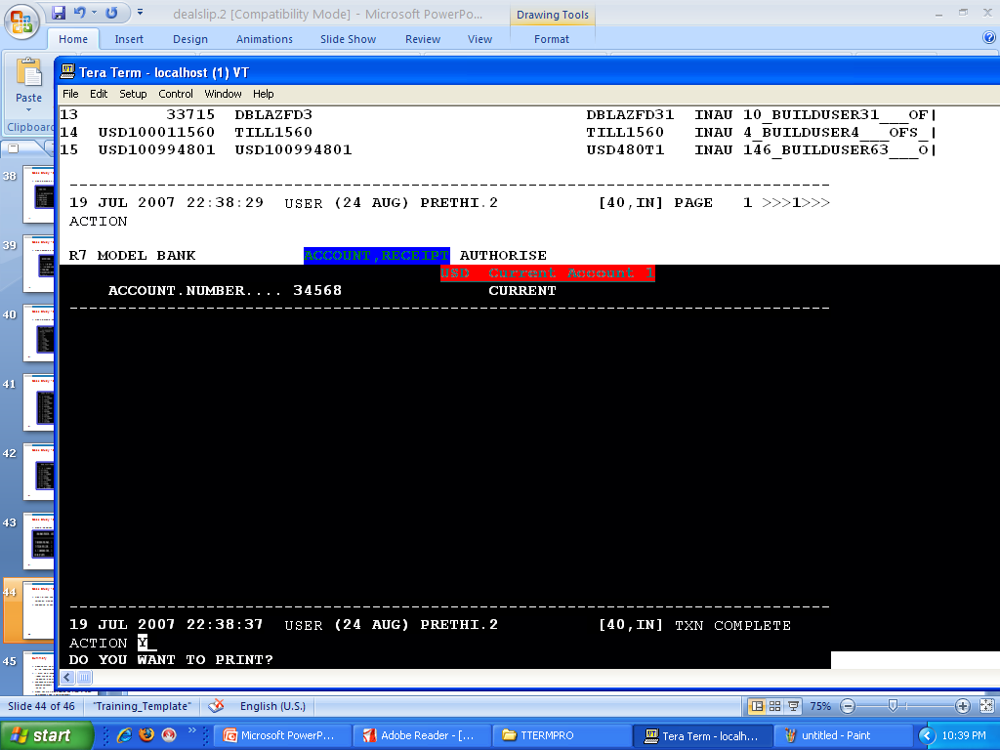 dealslip.2 [Compatibility Mode] - Microsoft PowerPo...
Drawing Tools
Home Insert Design Animations Slide Show Review View Format
Paste
Clipboard
Tera Term - localhost (1) VT
File Edit Setup Control Window Help
13 33715 DBLAZFD3 DBLAZFD31 INAU 10_BUILDUSER31___OF|
14 USD100011560 TILL1560 TILL1560 INAU 4_BUILDUSER4___OFS_|
15 USD100994801 USD100994801 USD480T1 INAU 146_BUILDUSER63___O|
------------------------------------------------------------------------------
19 JUL 2007 22:38:29 USER (24 AUG) PRETHI.2 [40,IN] PAGE 1 >>>1>>>
ACTION
R7 MODEL BANK ACCOUNT,RECEIPT AUTHORISE
USD Current Account 1
ACCOUNT.NUMBER.... 34568 CURRENT
------------------------------------------------------------------------------
------------------------------------------------------------------------------
19 JUL 2007 22:38:37 USER (24 AUG) PRETHI.2 [40,IN] TXN COMPLETE
ACTION Y_
DO YOU WANT TO PRINT?
38
39
40
41
42
43
44
45
Slide 44 of 46 "Training_Template" English (U.S.) 75%
start Microsoft PowerP... Adobe Reader - [... TTERMPRO Tera Term - localh... untitled - Paint 10:39 PM